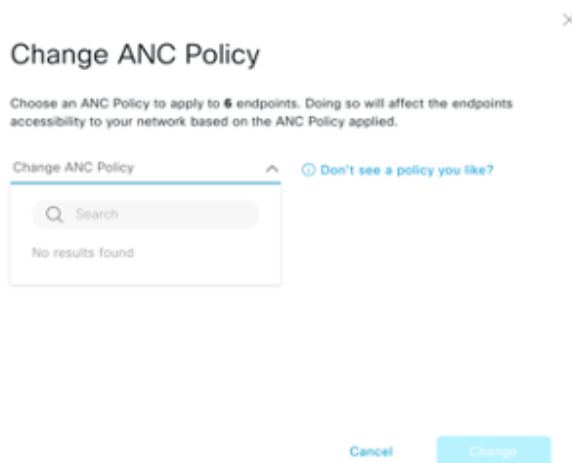 Change ANC Policy
Choose an ANC Policy to apply to 6 endpoints. Doing so will affect the endpoints
accessibility to your network based on the ANC Policy applied.
Change ANC Policy
Don't see a policy you like?
Search
No results found
Cancel
Change